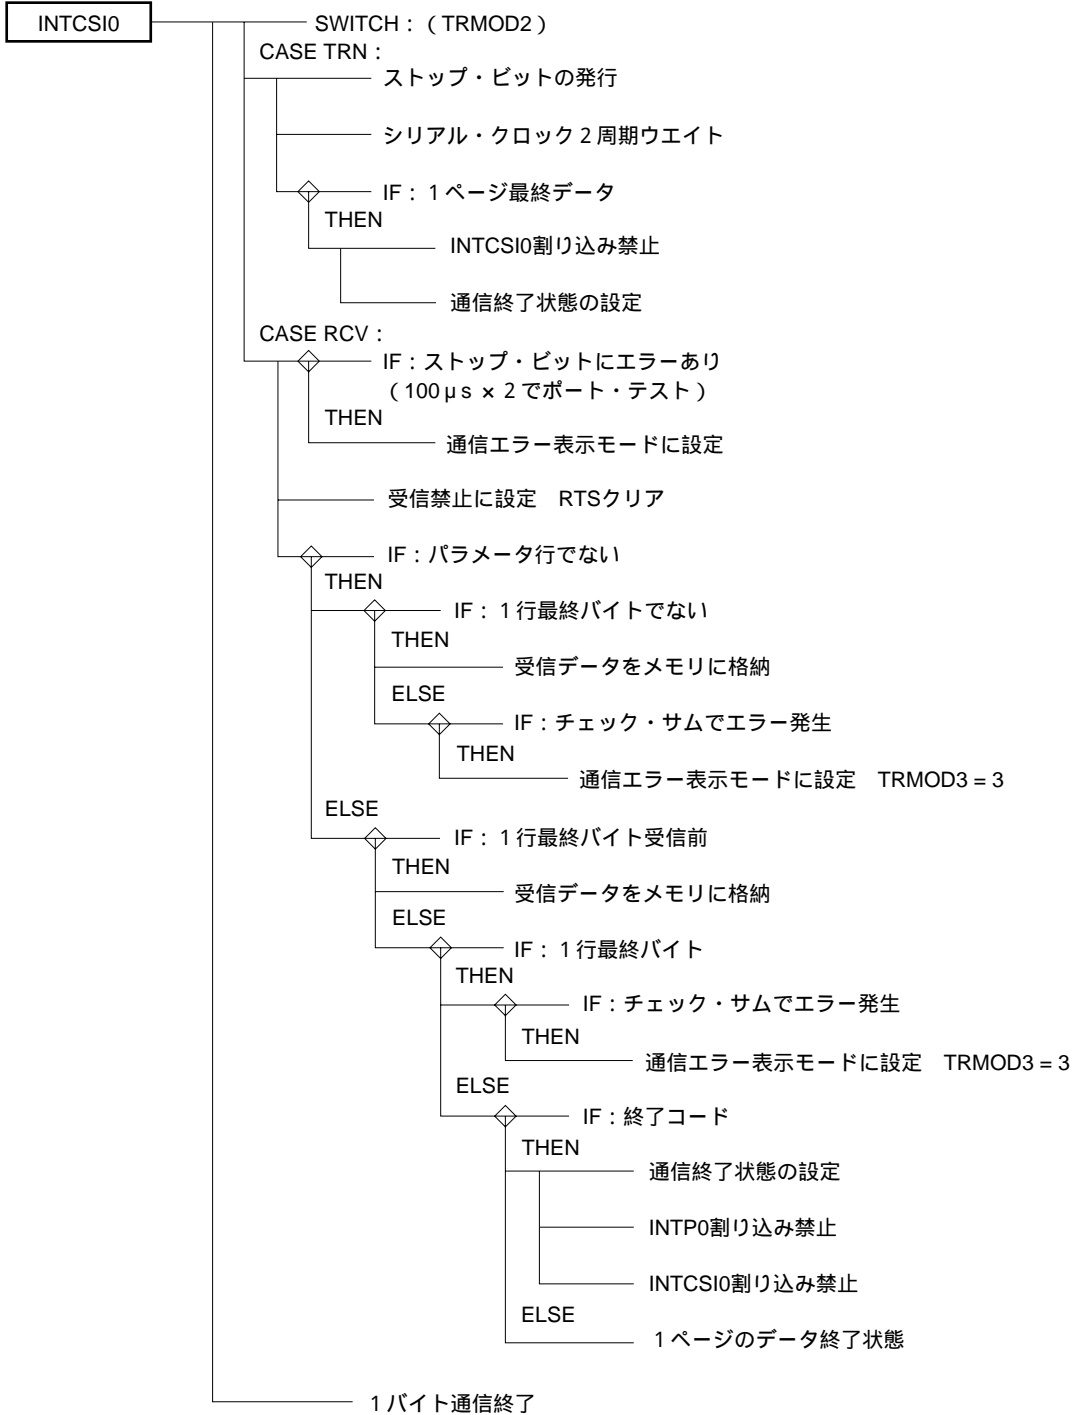 INTCSI0
SWITCH：（TRMOD2）
CASE TRN：
ストップ・ビットの発行
シリアル・クロック2周期ウエイト
IF：1ページ最終データ
THEN
INTCSI0割り込み禁止
通信終了状態の設定
CASE RCV：
IF：ストップ・ビットにエラーあり
（100μs×2でポート・テスト）
THEN
通信エラー表示モードに設定
受信禁止に設定　RTSクリア
IF：パラメータ行でない
THEN
IF：1行最終バイトでない
THEN
受信データをメモリに格納
ELSE
IF：チェック・サムでエラー発生
THEN
通信エラー表示モードに設定　TRMOD3 = 3
ELSE
IF：1行最終バイト受信前
THEN
受信データをメモリに格納
ELSE
IF：1行最終バイト
THEN
IF：チェック・サムでエラー発生
THEN
通信エラー表示モードに設定　TRMOD3 = 3
ELSE
IF：終了コード
THEN
通信終了状態の設定
INTP0割り込み禁止
INTCSI0割り込み禁止
ELSE
1ページのデータ終了状態
1バイト通信終了